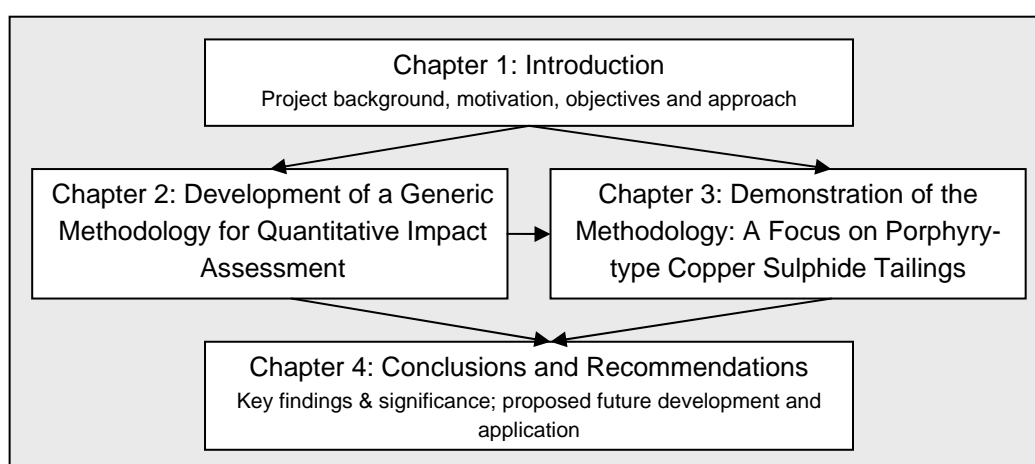 Chapter 1: Introduction
Project background, motivation, objectives and approach
Chapter 2: Development of a Generic
Methodology for Quantitative Impact
Assessment
Chapter 3: Demonstration of the
Methodology: A Focus on Porphyry-
type Copper Sulphide Tailings
Chapter 4: Conclusions and Recommendations
Key findings & significance; proposed future development and
application